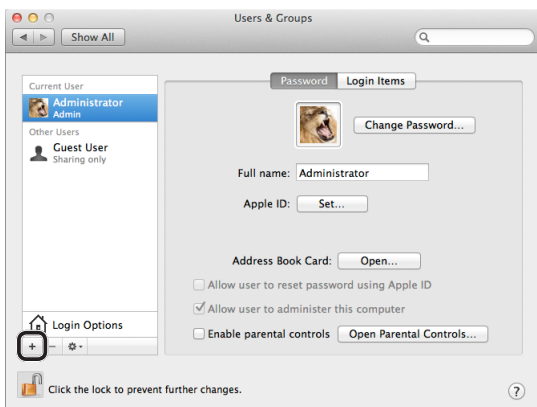 Users & Groups
Show All
Password Login Items
Current User
Administrator
Admin
Change Password...
Other Users
Guest User
Sharing only
Full name: Administrator
Apple ID: Set...
Address Book Card: Open...
Allow user to reset password using Apple ID
Allow user to administer this computer
Login Options
Enable parental controls Open Parental Controls...
+ −
Click the lock to prevent further changes.
?